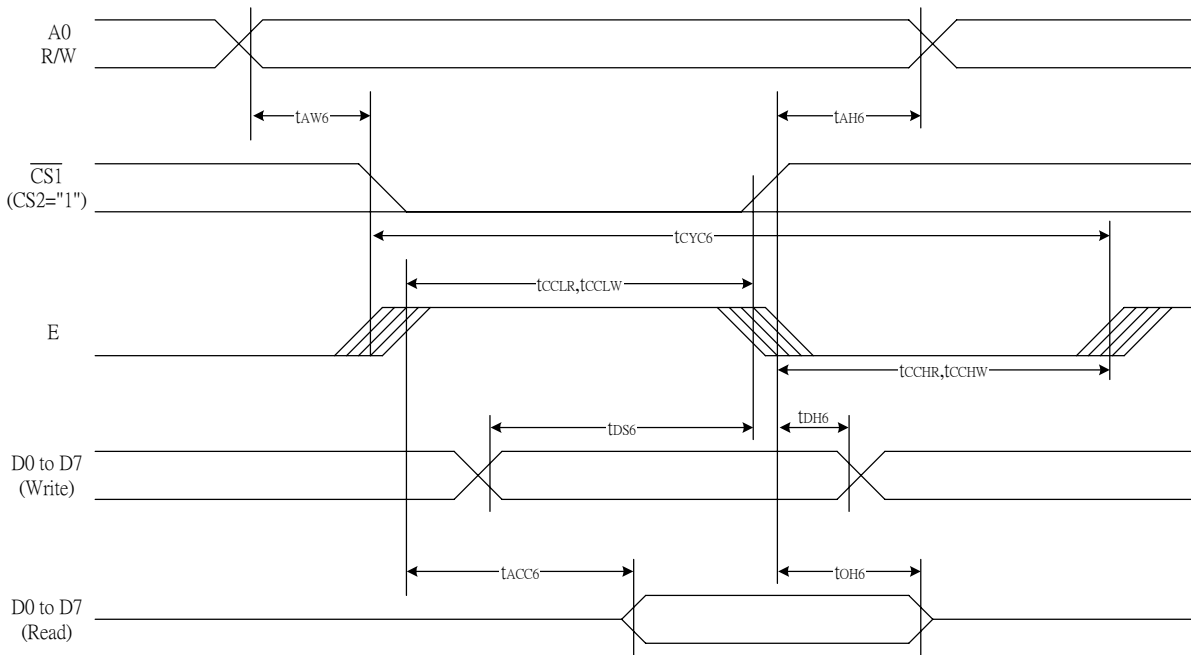 A0
R/W
tAW6
tAH6
CS1
(CS2="1")
tCYC6
tCCLR,tCCLW
E
tCCHR,tCCHW
tDS6
tDH6
D0 to D7
(Write)
tACC6
tOH6
D0 to D7
(Read)